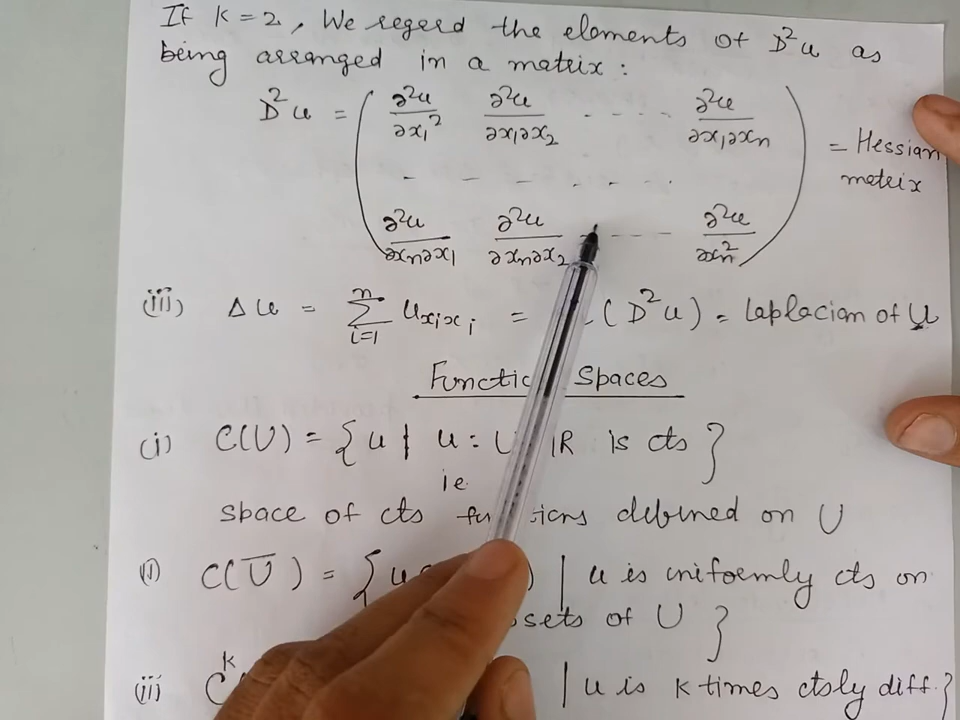 If K = 2, We regard the elements of D²u as
being arranged in a matrix :
D²u = ( ∂²u/∂x₁² ∂²u/∂x₁∂x₂ - - - - - - ∂²u/∂x₁∂xₙ
- - - - - - -
∂²u/∂xₙ∂x₁ ∂²u/∂xₙ∂x₂ - - - - ∂²u/∂xₙ² ) = Hessian
matrix
(iii) Δu = Σᵢ₌₁ⁿ u_{xᵢxᵢ} = (D²u) = Laplacian of u
Spaces
(i) C(U) = { u | u : U IR is cts }
ie
space of cts defined on U
(ii) C(Ū) = { u | u is uniformly cts on
of U }
(iii) Cᵏ | u is K times ctsly diff. }